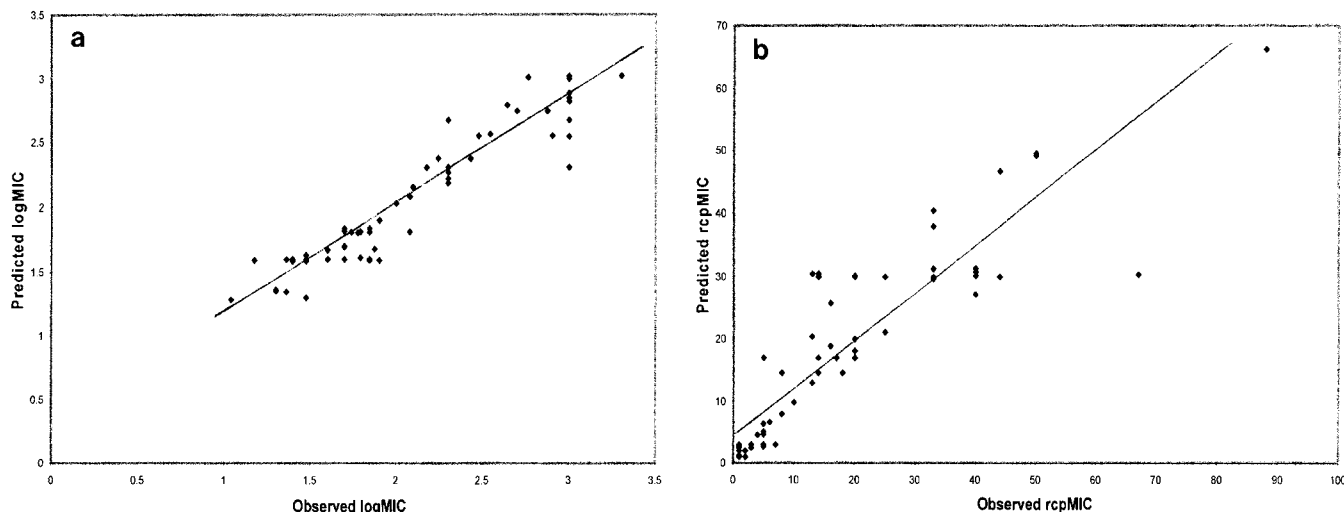 a
3.5
3
2.5
2
1.5
1
0.5
0
Predicted logMIC
0 0.5 1 1.5 2 2.5 3 3.5
Observed logMIC
b
70
60
50
40
30
20
10
0
Predicted rcpMIC
0 10 20 30 40 50 60 70 80 90 100
Observed rcpMIC